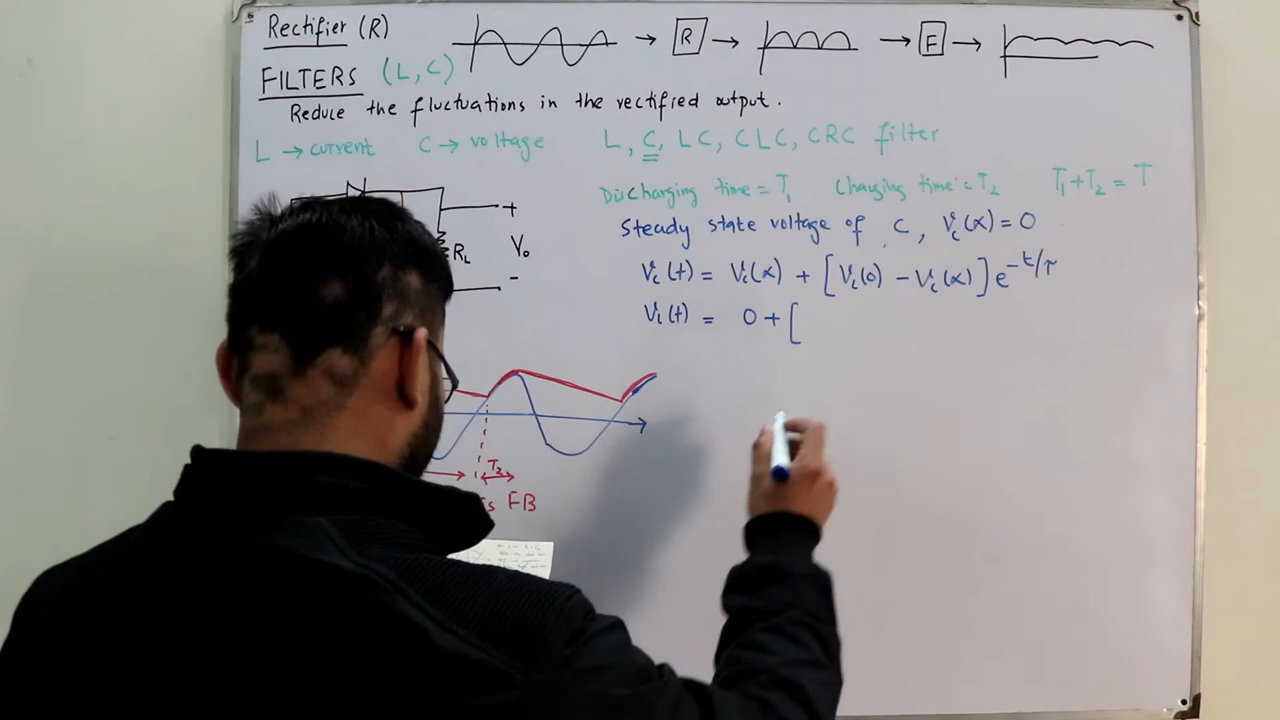 Rectifier (R) → R → → F →
FILTERS (L, C)
Reduce the fluctuations in the rectified output.
L → current C → voltage L, C, LC, CLC, CRC filter
Discharging time = T₁ Charging time = T₂ T₁ + T₂ = T
Steady state voltage of C, Vc(∝) = 0
Vc(t) = Vc(∝) + [Vc(0) - Vc(∝)] e^-t/τ
Vc(t) = 0 + [
+
RL V₀
-
T₂
FB